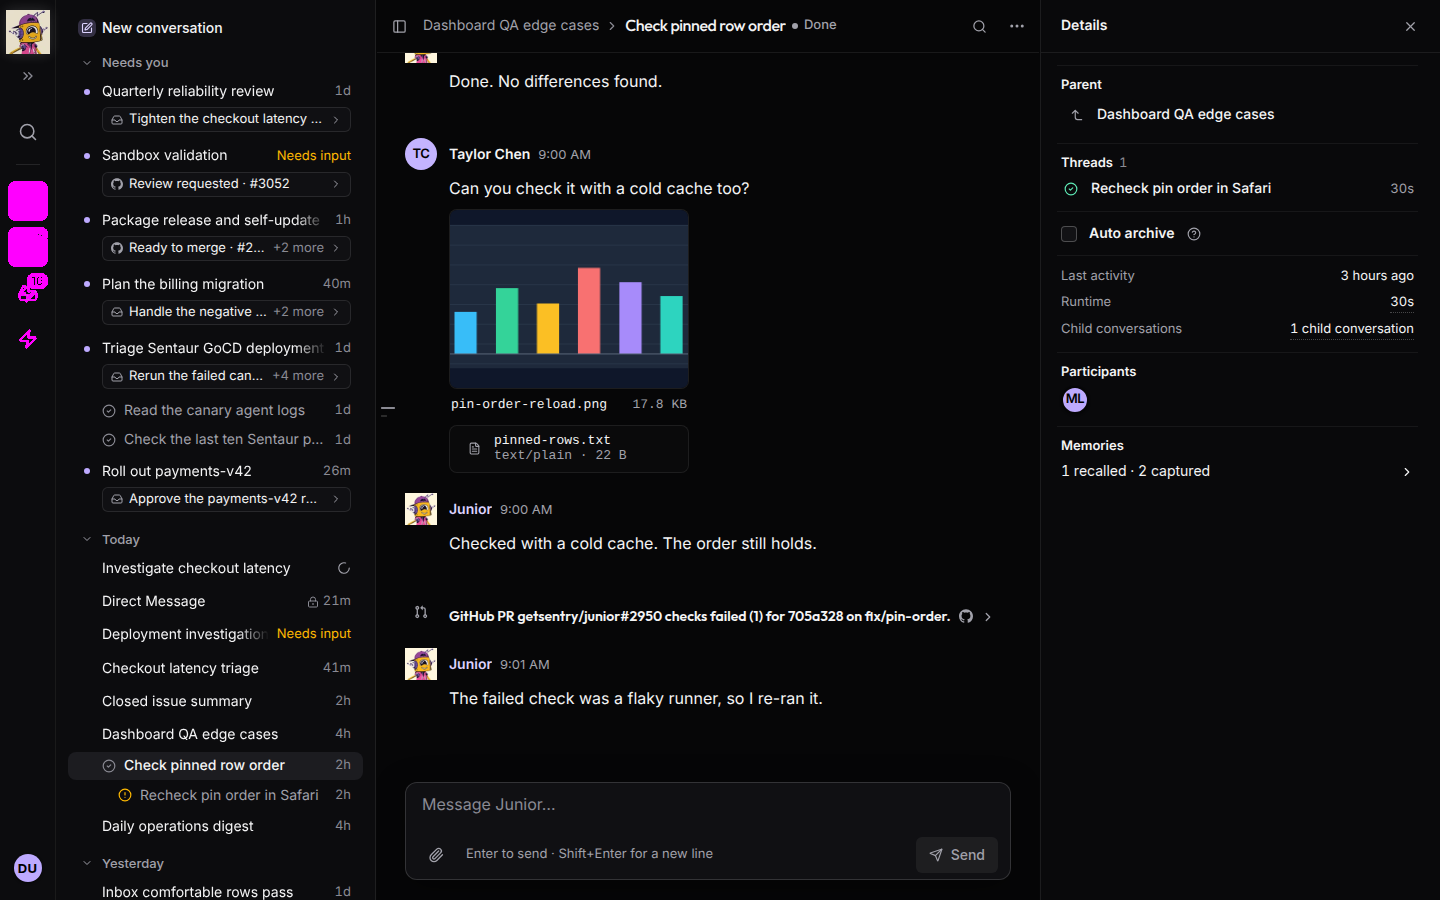 New conversation
Needs you
Quarterly reliability review 1d
Tighten the checkout latency ...
Sandbox validation Needs input
Review requested · #3052
Package release and self-update 1h
Ready to merge · #2... +2 more
Plan the billing migration 40m
Handle the negative ... +2 more
Triage Sentaur GoCD deployment 1d
Rerun the failed can... +4 more
Read the canary agent logs 1d
Check the last ten Sentaur p... 1d
Roll out payments-v42 26m
Approve the payments-v42 r...
Today
Investigate checkout latency
Direct Message 21m
Deployment investigation Needs input
Checkout latency triage 41m
Closed issue summary 2h
Dashboard QA edge cases 4h
Check pinned row order 2h
Recheck pin order in Safari 2h
Daily operations digest 4h
Yesterday
Inbox comfortable rows pass 1d
DU
Dashboard QA edge cases > Check pinned row order Done
Done. No differences found.
TC Taylor Chen 9:00 AM
Can you check it with a cold cache too?
pin-order-reload.png 17.8 KB
pinned-rows.txt
text/plain · 22 B
Junior 9:00 AM
Checked with a cold cache. The order still holds.
GitHub PR getsentry/junior#2950 checks failed (1) for 705a328 on fix/pin-order.
Junior 9:01 AM
The failed check was a flaky runner, so I re-ran it.
Message Junior...
Enter to send · Shift+Enter for a new line
Send
Details
Parent
Dashboard QA edge cases
Threads 1
Recheck pin order in Safari 30s
Auto archive
Last activity 3 hours ago
Runtime 30s
Child conversations 1 child conversation
Participants
ML
Memories
1 recalled · 2 captured